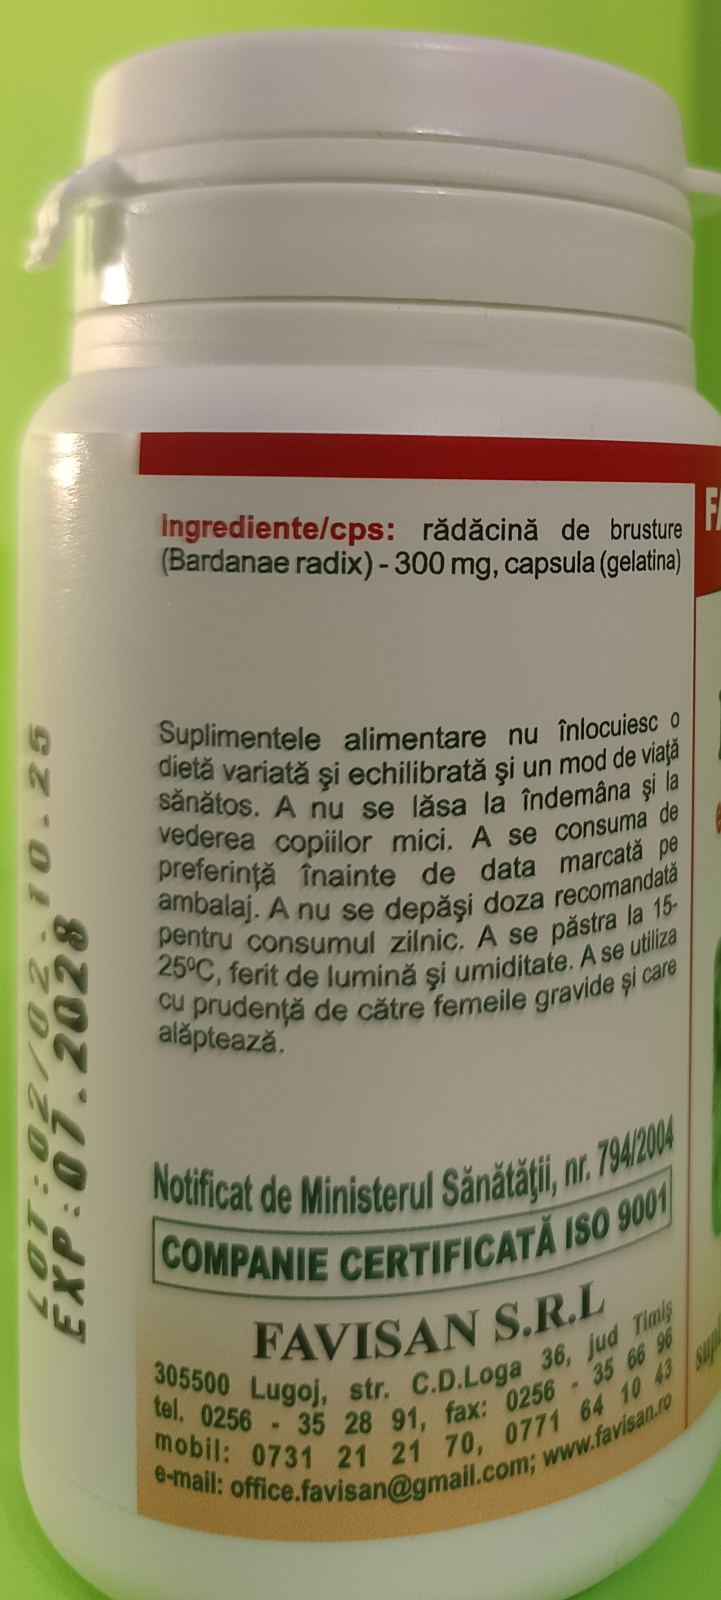 Ingrediente/cps: rădăcină de brusture
(Bardanae radix) - 300 mg, capsula (gelatina)
Suplimentele alimentare nu înlocuiesc o
dietă variată şi echilibrată şi un mod de viaţă
sănătos. A nu se lăsa la îndemâna şi la
vederea copiilor mici. A se consuma de
preferinţă înainte de data marcată pe
ambalaj. A nu se depăşi doza recomandată
pentru consumul zilnic. A se păstra la 15-
25ºC, ferit de lumină şi umiditate. A se utiliza
cu prudenţă de către femeile gravide şi care
alăptează.
Notificat de Ministerul Sănătăţii, nr. 794/2004
COMPANIE CERTIFICATĂ ISO 9001
FAVISAN S.R.L
305500 Lugoj, str. C.D.Loga 36, jud Timiş
tel. 0256 - 35 28 91, fax: 0256 - 35 66 96
mobil: 0731 21 21 70, 0771 64 10 43
e-mail: office.favisan@gmail.com; www.favisan.ro
LOT:02/02.10.25
EXP:07.2028